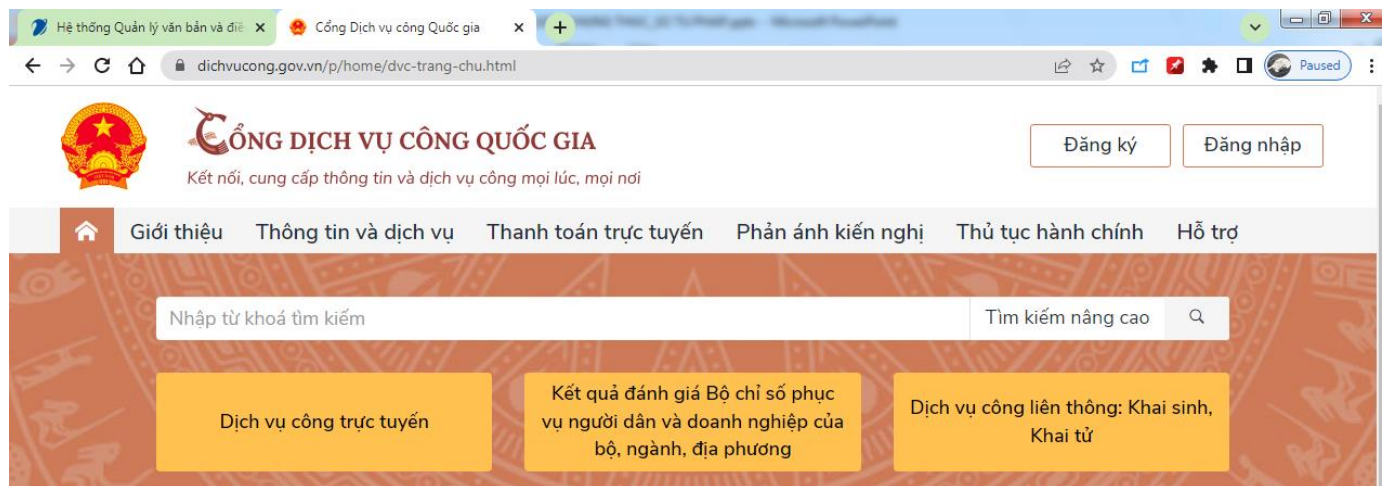 Hệ thống Quản lý văn bản và điề
Cổng Dịch vụ công Quốc gia
dichvucong.gov.vn/p/home/dvc-trang-chu.html
Paused
CỔNG DỊCH VỤ CÔNG QUỐC GIA
Kết nối, cung cấp thông tin và dịch vụ công mọi lúc, mọi nơi
Đăng ký
Đăng nhập
Giới thiệu
Thông tin và dịch vụ
Thanh toán trực tuyến
Phản ánh kiến nghị
Thủ tục hành chính
Hỗ trợ
Nhập từ khoá tìm kiếm
Tìm kiếm nâng cao
Dịch vụ công trực tuyến
Kết quả đánh giá Bộ chỉ số phục
vụ người dân và doanh nghiệp của
bộ, ngành, địa phương
Dịch vụ công liên thông: Khai sinh,
Khai tử